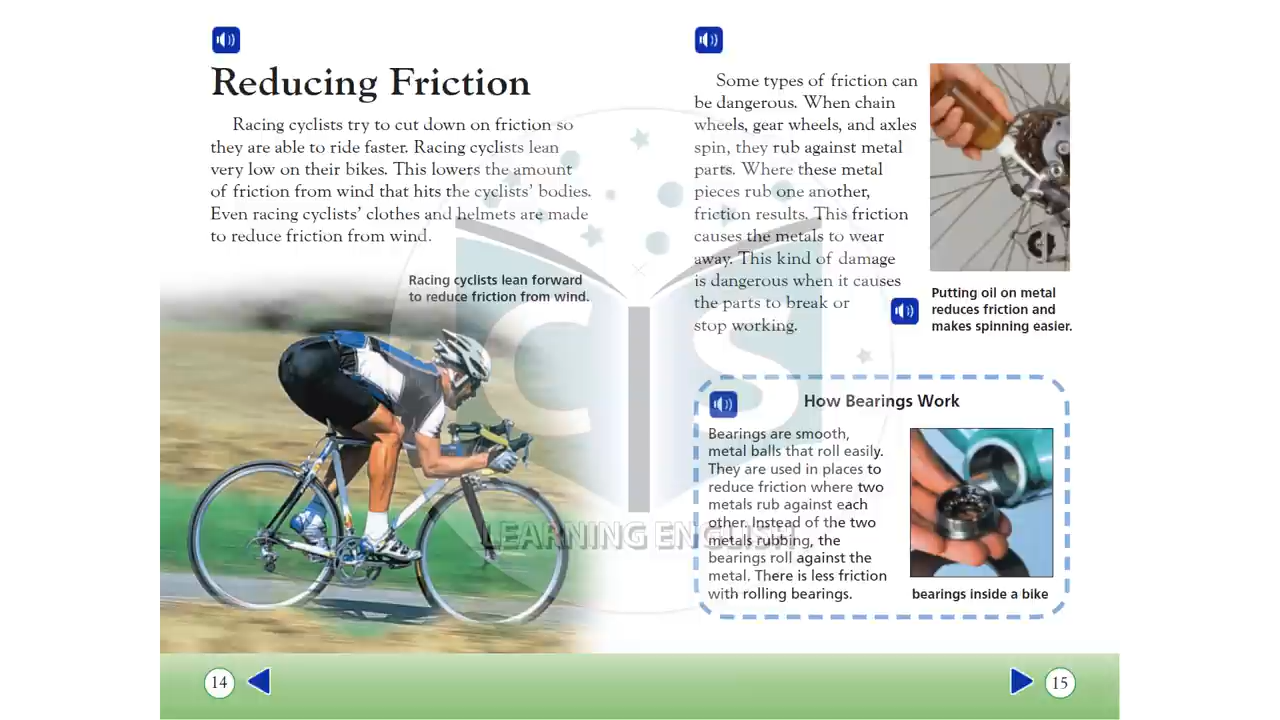 Reducing Friction
Racing cyclists try to cut down on friction so
they are able to ride faster. Racing cyclists lean
very low on their bikes. This lowers the amount
of friction from wind that hits the cyclists’ bodies.
Even racing cyclists’ clothes and helmets are made
to reduce friction from wind.
Racing cyclists lean forward
to reduce friction from wind.
14
Some types of friction can
be dangerous. When chain
wheels, gear wheels, and axles
spin, they rub against metal
parts. Where these metal
pieces rub one another,
friction results. This friction
causes the metals to wear
away. This kind of damage
is dangerous when it causes
the parts to break or
stop working.
Putting oil on metal
reduces friction and
makes spinning easier.
How Bearings Work
Bearings are smooth,
metal balls that roll easily.
They are used in places to
reduce friction where two
metals rub against each
other. Instead of the two
metals rubbing, the
bearings roll against the
metal. There is less friction
with rolling bearings.
bearings inside a bike
15
CS
LEARNING ENGLISH